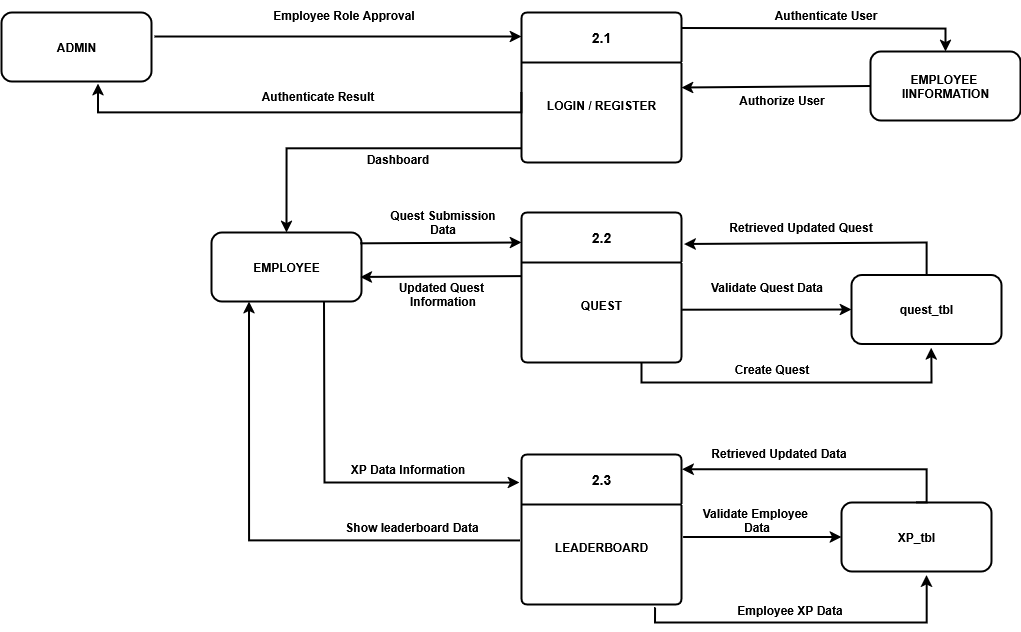 Employee Role Approval
Authenticate User
ADMIN
2.1
EMPLOYEE
IINFORMATION
Authenticate Result
LOGIN / REGISTER
Authorize User
Dashboard
Quest Submission
Data
2.2
Retrieved Updated Quest
EMPLOYEE
Updated Quest
Information
QUEST
Validate Quest Data
quest_tbl
Create Quest
XP Data Information
2.3
Retrieved Updated Data
Show leaderboard Data
LEADERBOARD
Validate Employee
Data
XP_tbl
Employee XP Data